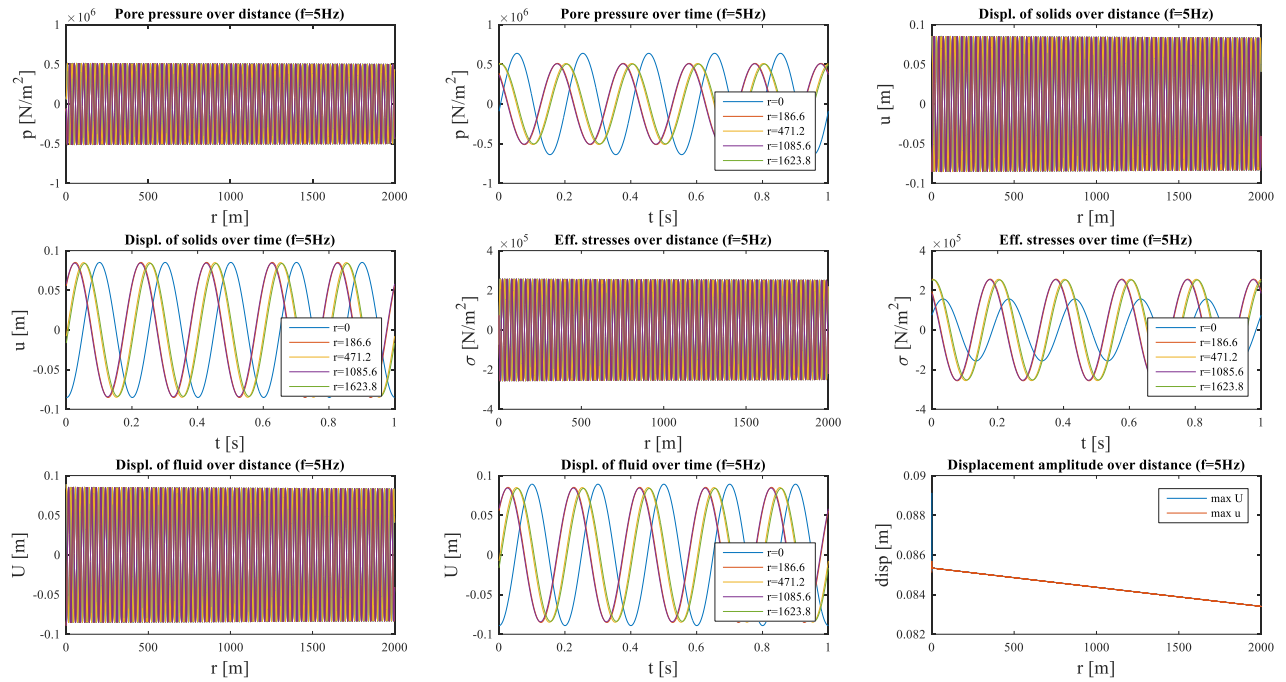 Pore pressure over distance (f=5Hz)
×10^6
1
0.5
0
-0.5
-1
p [N/m^2]
0 500 1000 1500 2000
r [m]
Pore pressure over time (f=5Hz)
×10^6
1
0.5
0
-0.5
-1
p [N/m^2]
r=0
r=186.6
r=471.2
r=1085.6
r=1623.8
0 0.2 0.4 0.6 0.8 1
t [s]
Displ. of solids over distance (f=5Hz)
0.1
0.05
0
-0.05
-0.1
u [m]
0 500 1000 1500 2000
r [m]
Displ. of solids over time (f=5Hz)
0.1
0.05
0
-0.05
-0.1
u [m]
r=0
r=186.6
r=471.2
r=1085.6
r=1623.8
0 0.2 0.4 0.6 0.8 1
t [s]
Eff. stresses over distance (f=5Hz)
×10^5
4
2
0
-2
-4
σ [N/m^2]
0 500 1000 1500 2000
r [m]
Eff. stresses over time (f=5Hz)
×10^5
4
2
0
-2
-4
σ [N/m^2]
r=0
r=186.6
r=471.2
r=1085.6
r=1623.8
0 0.2 0.4 0.6 0.8 1
t [s]
Displ. of fluid over distance (f=5Hz)
0.1
0.05
0
-0.05
-0.1
U [m]
0 500 1000 1500 2000
r [m]
Displ. of fluid over time (f=5Hz)
0.1
0.05
0
-0.05
-0.1
U [m]
r=0
r=186.6
r=471.2
r=1085.6
r=1623.8
0 0.2 0.4 0.6 0.8 1
t [s]
Displacement amplitude over distance (f=5Hz)
0.09
0.088
0.086
0.084
0.082
disp [m]
max U
max u
0 500 1000 1500 2000
r [m]